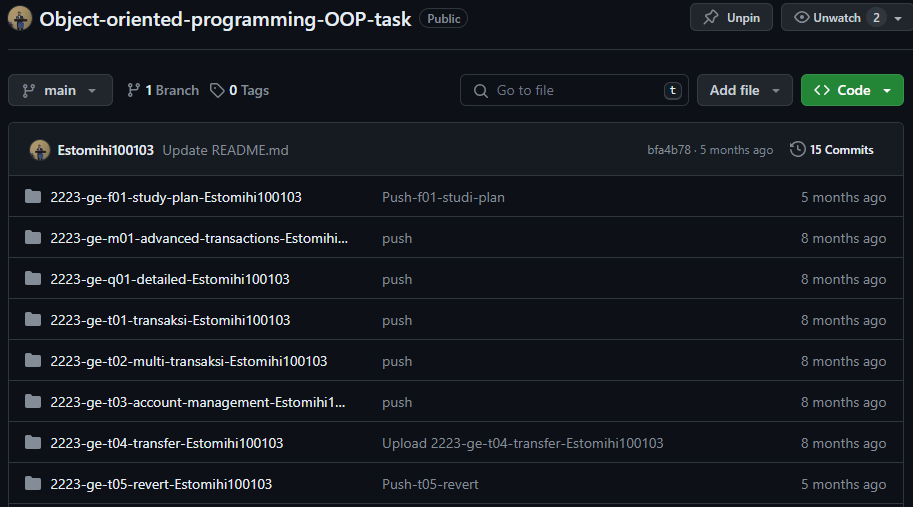 Object-oriented-programming-OOP-task Public Unpin Unwatch 2
main 1 Branch 0 Tags Go to file t Add file Code
Estomihi100103 Update README.md bfa4b78 · 5 months ago 15 Commits
2223-ge-f01-study-plan-Estomihi100103 Push-f01-studi-plan 5 months ago
2223-ge-m01-advanced-transactions-Estomihi... push 8 months ago
2223-ge-q01-detailed-Estomihi100103 push 8 months ago
2223-ge-t01-transaksi-Estomihi100103 push 8 months ago
2223-ge-t02-multi-transaksi-Estomihi100103 push 8 months ago
2223-ge-t03-account-management-Estomihi1... push 8 months ago
2223-ge-t04-transfer-Estomihi100103 Upload 2223-ge-t04-transfer-Estomihi100103 8 months ago
2223-ge-t05-revert-Estomihi100103 Push-t05-revert 5 months ago